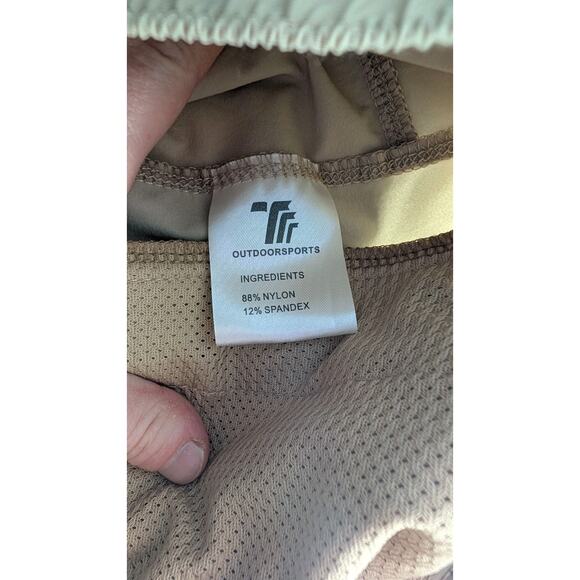 OUTDOORSPORTS
INGREDIENTS
88% NYLON
12% SPANDEX